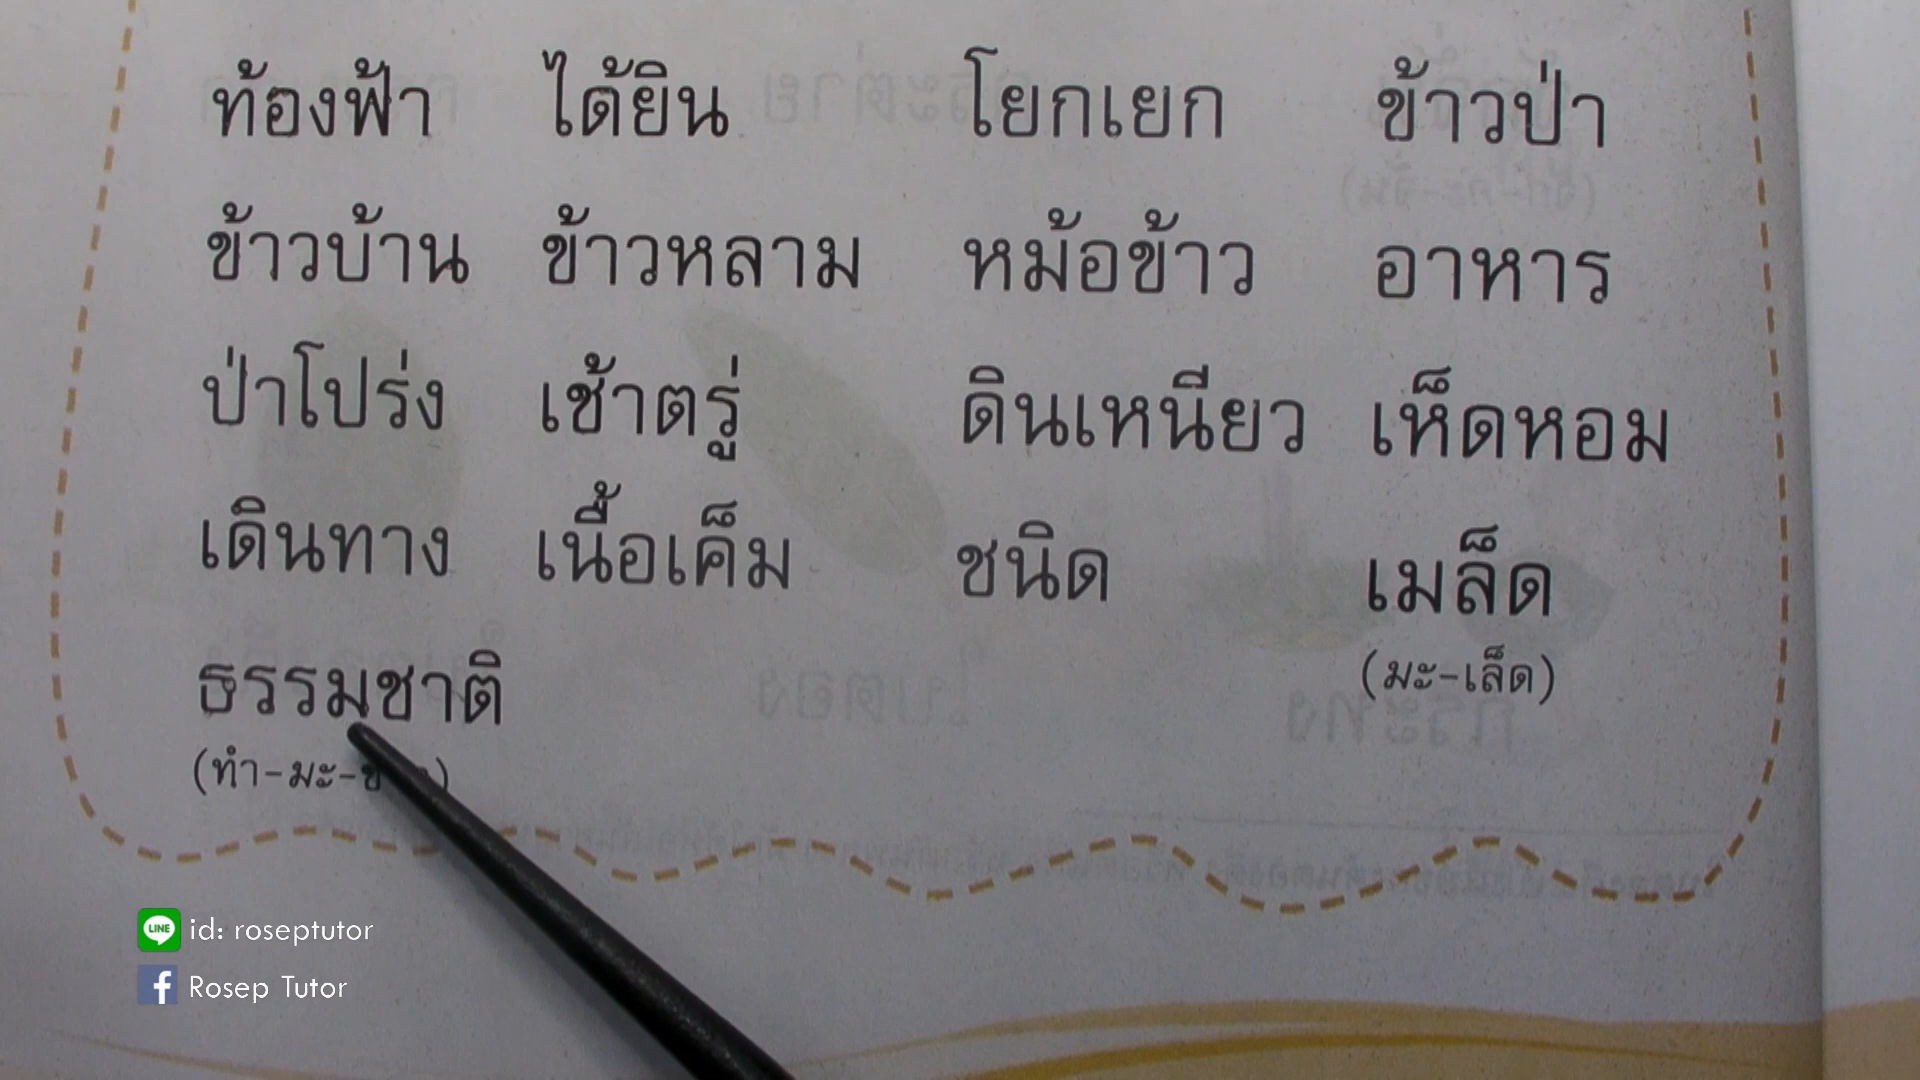 ท้องฟ้า ได้ยิน โยกเยก ข้าวป่า
ข้าวบ้าน ข้าวหลาม หม้อข้าว อาหาร
ป่าโปร่ง เช้าตรู่ ดินเหนียว เห็ดหอม
เดินทาง เนื้อเค็ม ชนิด เมล็ด
(มะ-เล็ด)
ธรรมชาติ
(ทำ-มะ-
id: roseptutor
Rosep Tutor